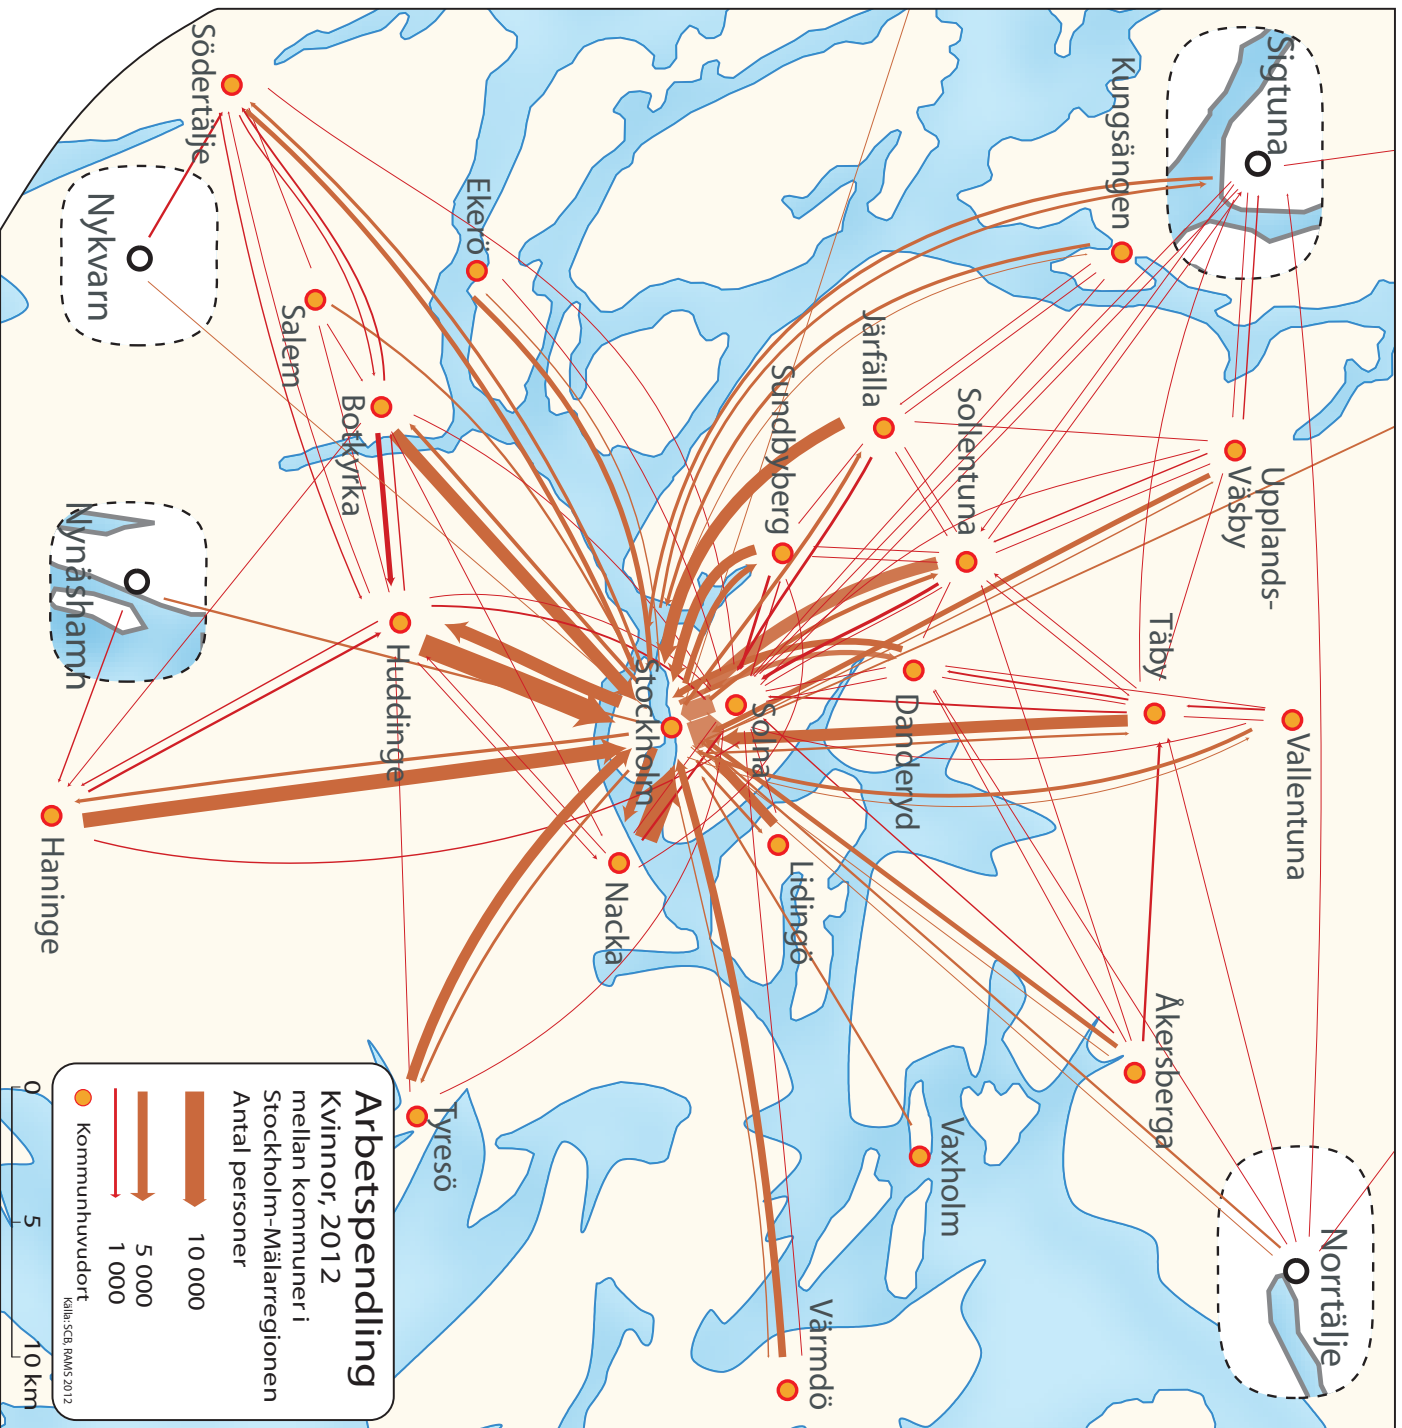 Sigtuna
Kungsängen
Södertälje
Nykvarn
Ekerö
Salem
Botkyrka
Järfälla
Sundbyberg
Sollentuna
Upplands-
Väsby
Nynäshamn
Huddinge
Stockholm
Solna
Danderyd
Täby
Vallentuna
Haninge
Nacka
Lidingö
Åkersberga
Tyresö
Vaxholm
Norrtälje
Värmdö
Arbetspendling
Kvinnor, 2012
mellan kommuner i
Stockholm-Mälarregionen
Antal personer
10 000
5 000
1 000
Kommunhuvudort
Källa: SCB, RAMS 2012
0 5 10 km